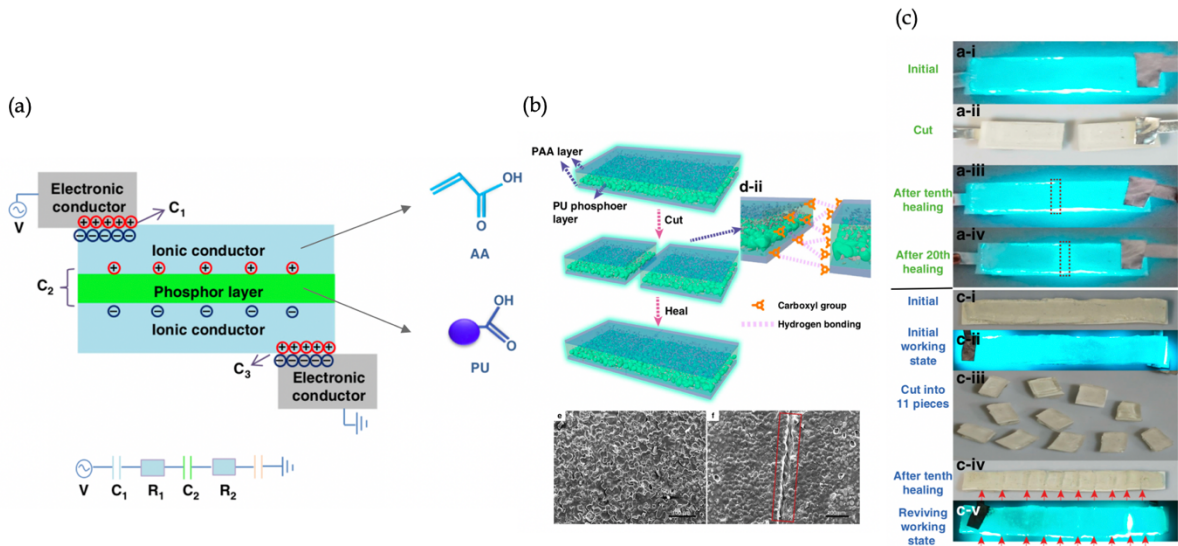 (a)
Electronic
conductor
V
C1
Ionic conductor
C2
Phosphor layer
Ionic conductor
C3
Electronic
conductor
OH
O
AA
OH
O
PU
V
C1
R1
C2
R2
(b)
PAA layer
PU phosphoer
layer
d-ii
Cut
Heal
Carboxyl group
Hydrogen bonding
e
f
(c)
Initial
a-i
Cut
a-ii
After tenth
healing
a-iii
After 20th
healing
a-iv
Initial
c-i
Initial
working
state
c-ii
Cut into
11 pieces
c-iii
After tenth
healing
c-iv
Reviving
working
state
c-v